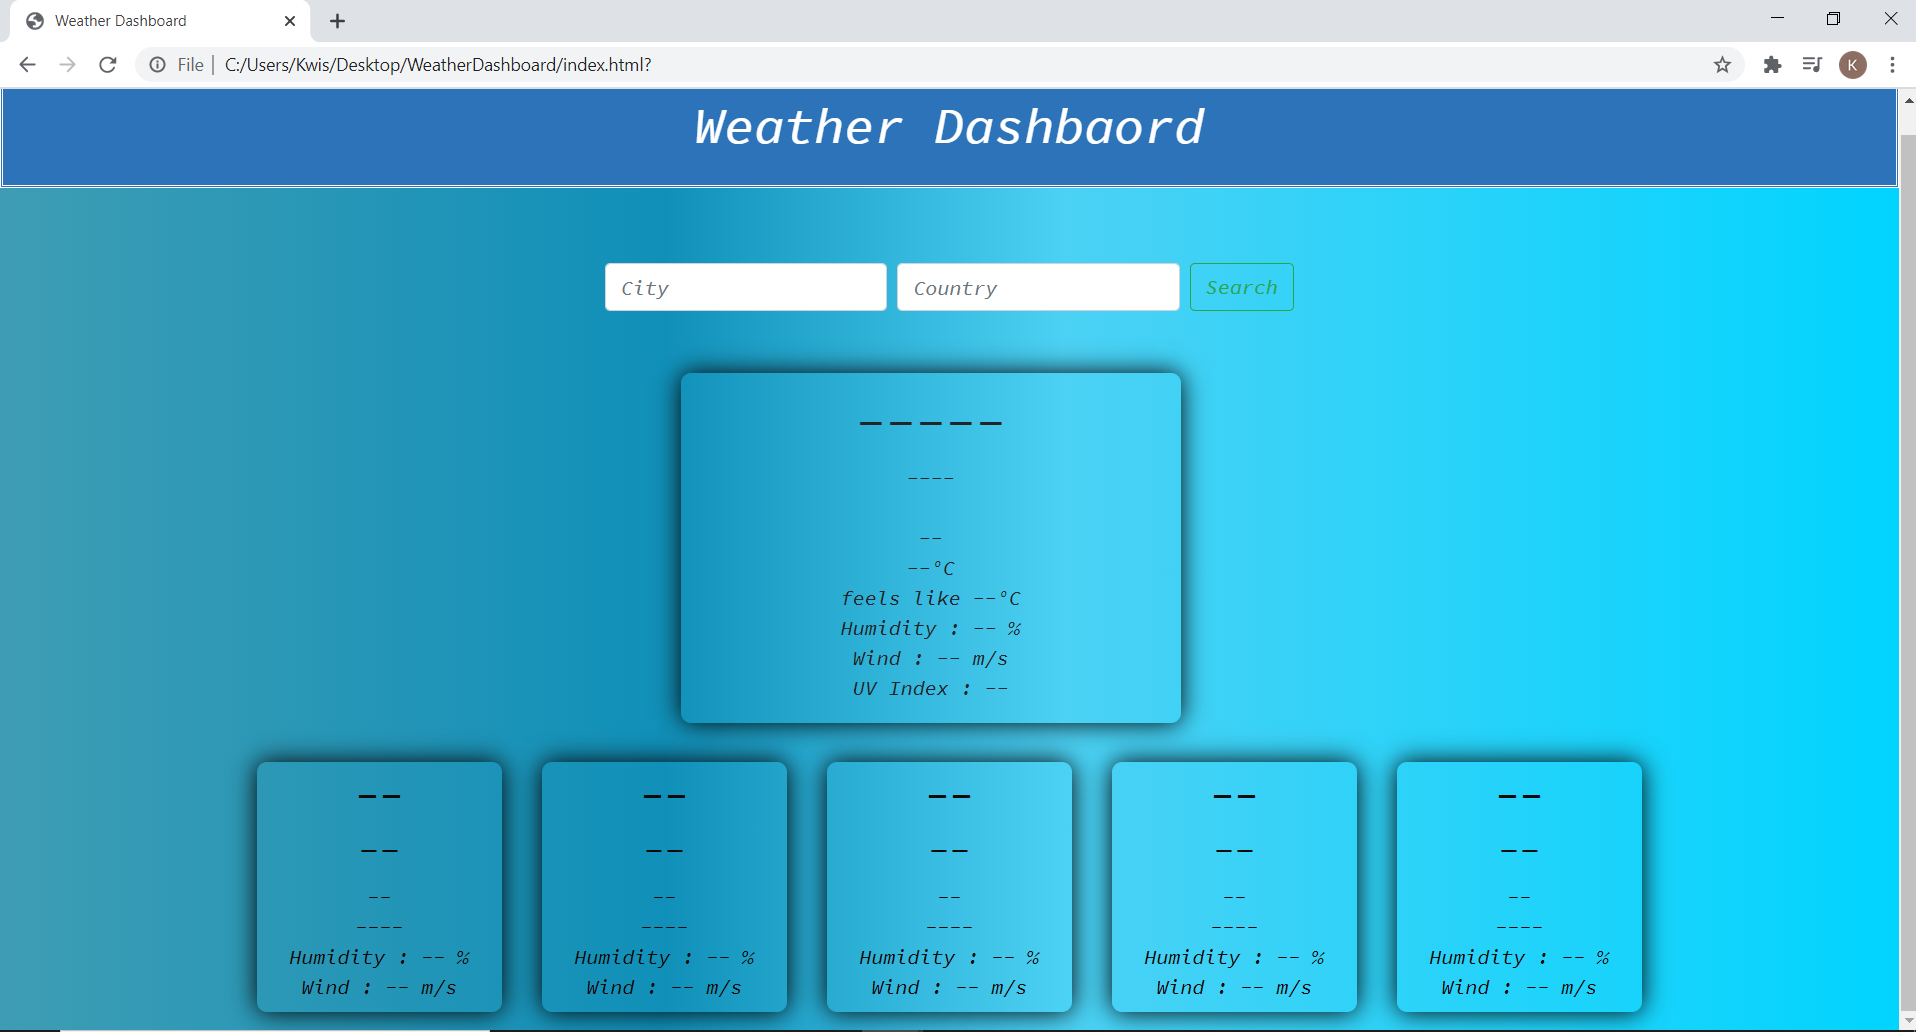 Weather Dashboard
File | C:/Users/Kwis/Desktop/WeatherDashboard/index.html?
K
Weather Dashbaord
City Country Search
-----
----
--
--°C
feels like --°C
Humidity : -- %
Wind : -- m/s
UV Index : --
-- -- -- -- --
-- -- -- -- --
-- -- -- -- --
---- ---- ---- ---- ----
Humidity : -- % Humidity : -- % Humidity : -- % Humidity : -- % Humidity : -- %
Wind : -- m/s Wind : -- m/s Wind : -- m/s Wind : -- m/s Wind : -- m/s